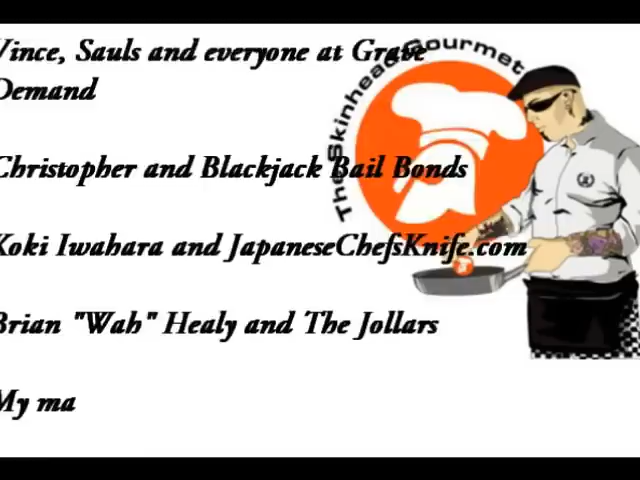 Vince, Sauls and everyone at Grave
Demand
Christopher and Blackjack Bail Bonds
Koki Iwahara and JapaneseChefsKnife.com
Brian "Wah" Healy and The Jollars
My ma
The Skinhead Gourmet